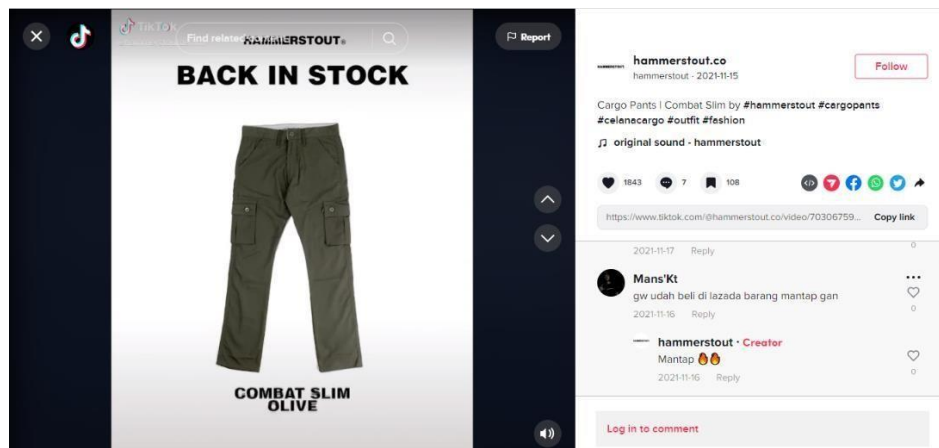 TikTok
Find related content
HAMMERSTOUT®
BACK IN STOCK
COMBAT SLIM
OLIVE
Report
hammerstout.co
hammerstout · 2021-11-15
Follow
Cargo Pants | Combat Slim by #hammerstout #cargopants
#celanacargo #outfit #fashion
original sound - hammerstout
1843
7
108
https://www.tiktok.com/@hammerstout.co/video/70306759...
Copy link
2021-11-17 Reply
0
Mans'Kt
gw udah beli di lazada barang mantap gan
2021-11-16 Reply
0
hammerstout · Creator
Mantap 🔥🔥
2021-11-16 Reply
0
Log in to comment